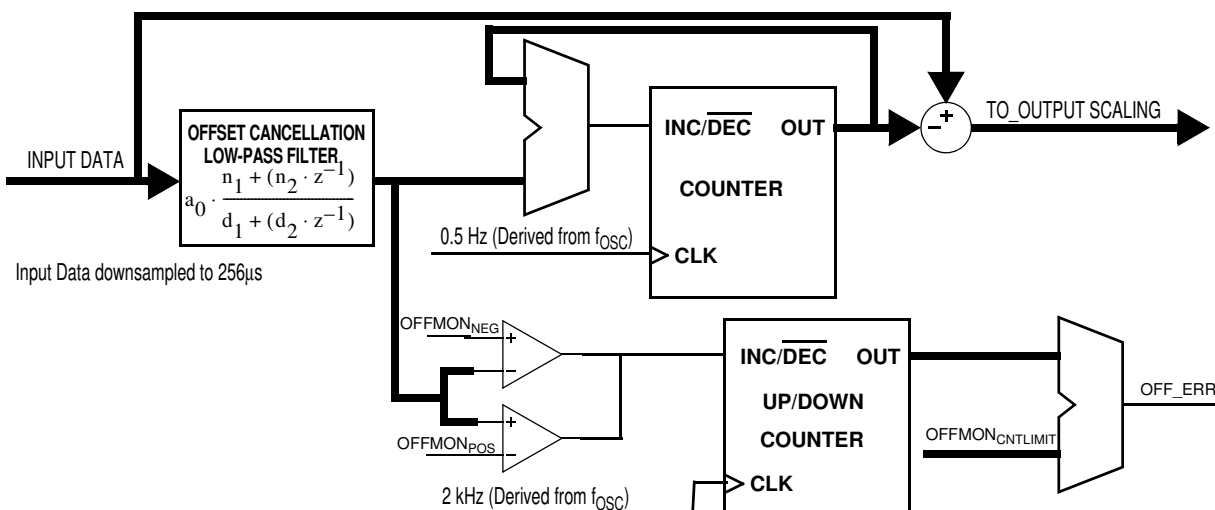 TO_OUTPUT SCALING
INC/DEC OUT
COUNTER
CLK
OFFSET CANCELLATION
LOW-PASS FILTER
a0 · (n1 + (n2 · z−1)) / (d1 + (d2 · z−1))
INPUT DATA
Input Data downsampled to 256µs
0.5 Hz (Derived from fOSC)
− +
OFFMONNEG
+
−
+
−
OFFMONPOS
2 kHz (Derived from fOSC)
INC/DEC OUT
UP/DOWN
COUNTER
CLK
OFFMONCNTLIMIT
OFF_ERR